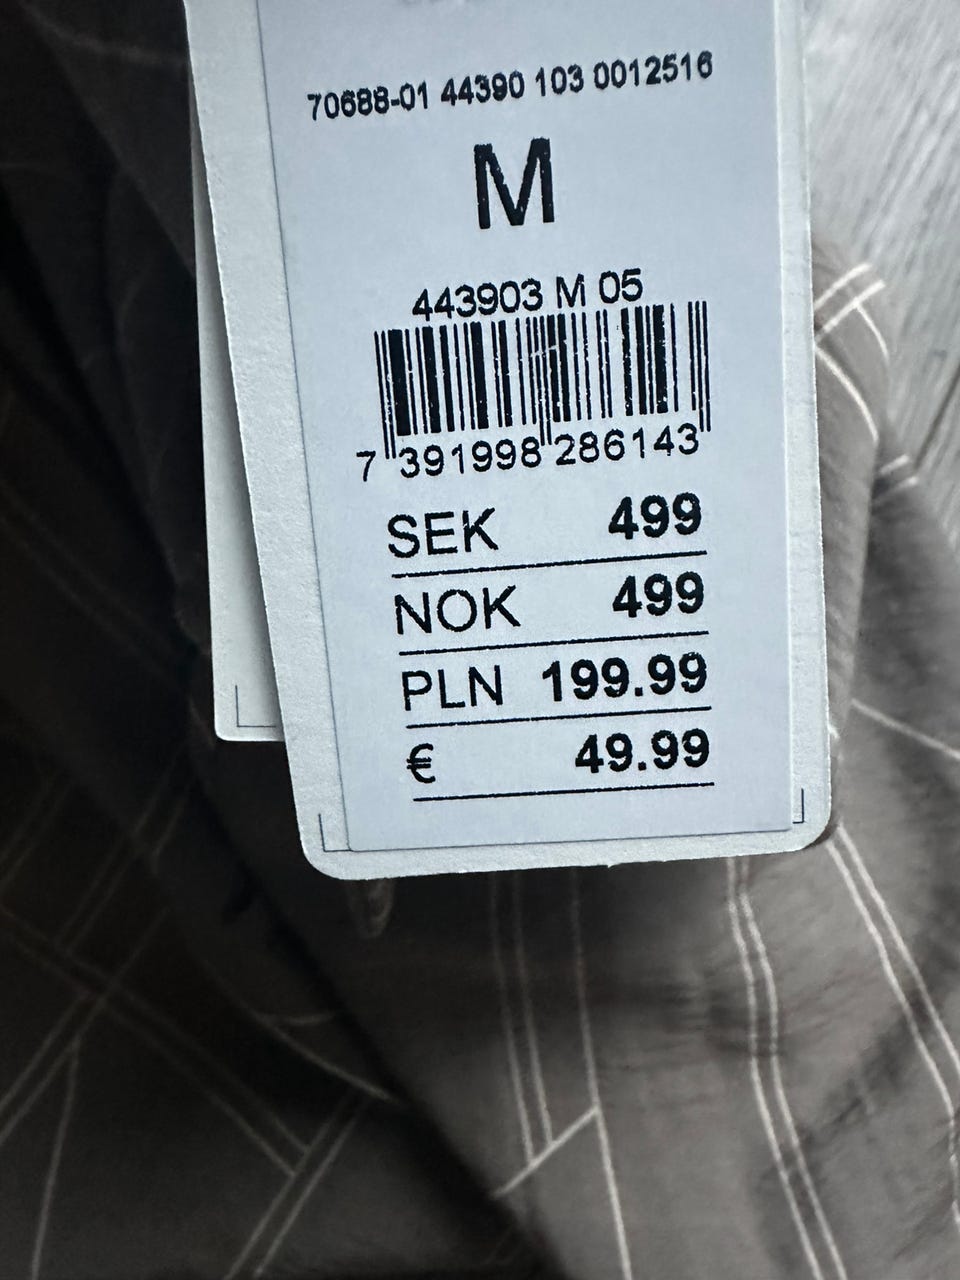 70688-01 44390 103 0012516
M
443903 M 05
7 391998 286143
SEK 499
NOK 499
PLN 199.99
€ 49.99